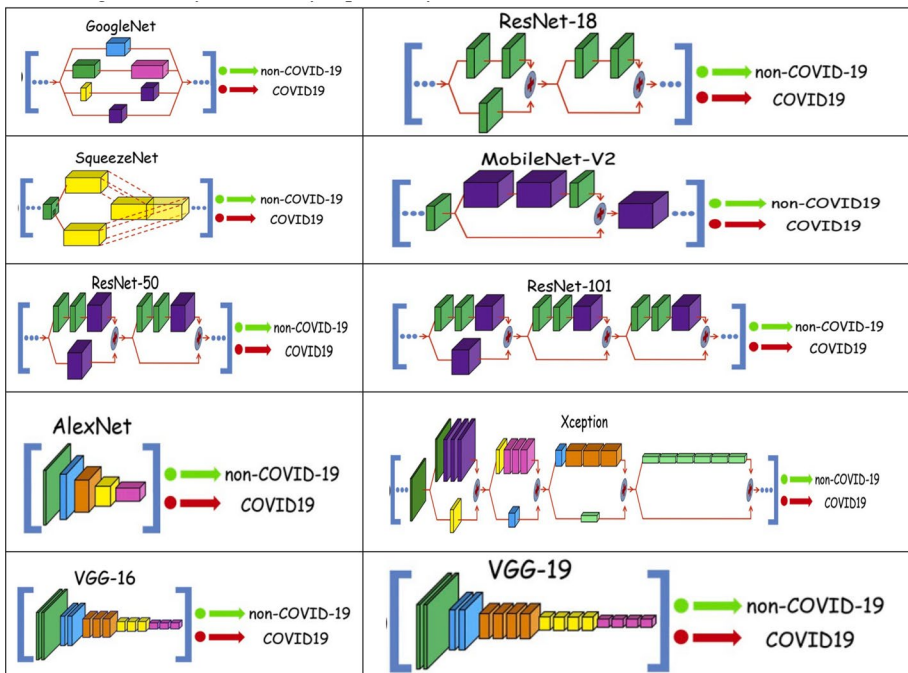 GoogleNet
non-COVID-19
COVID19
ResNet-18
non-COVID-19
COVID19
SqueezeNet
non-COVID-19
COVID19
MobileNet-V2
non-COVID19
COVID19
ResNet-50
non-COVID-19
COVID19
ResNet-101
non-COVID-19
COVID19
AlexNet
non-COVID-19
COVID19
Xception
non-COVID-19
COVID19
VGG-16
non-COVID-19
COVID19
VGG-19
non-COVID-19
COVID19